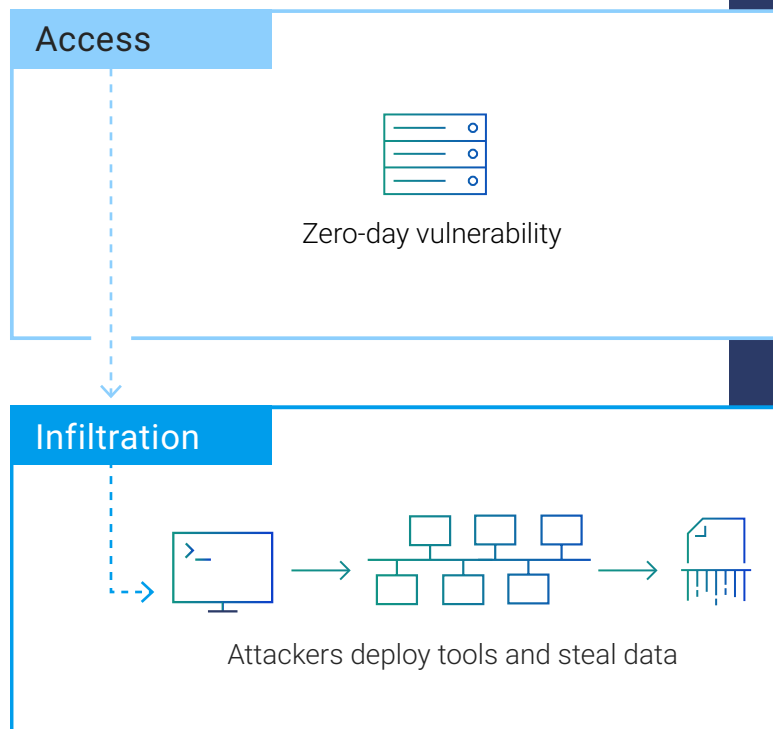 Access
Zero-day vulnerability
Infiltration
Attackers deploy tools and steal data